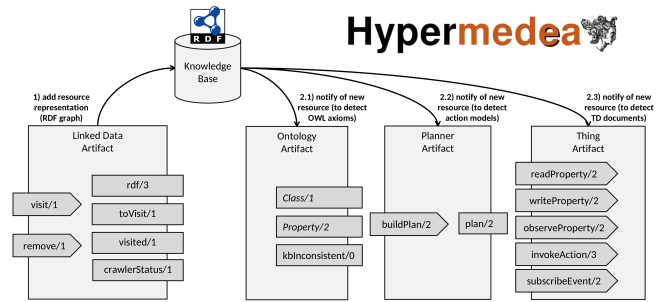 RDF
Hypermedea
Knowledge
Base
1) add resource
representation
(RDF graph)
2.1) notify of new
resource (to detect
OWL axioms)
2.2) notify of new
resource (to detect
action models)
2.3) notify of new
resource (to detect
TD documents)
Linked Data
Artifact
visit/1
remove/1
rdf/3
toVisit/1
visited/1
crawlerStatus/1
Ontology
Artifact
Class/1
Property/2
kbInconsistent/0
Planner
Artifact
buildPlan/2
plan/2
Thing
Artifact
readProperty/2
writeProperty/2
observeProperty/2
invokeAction/3
subscribeEvent/2